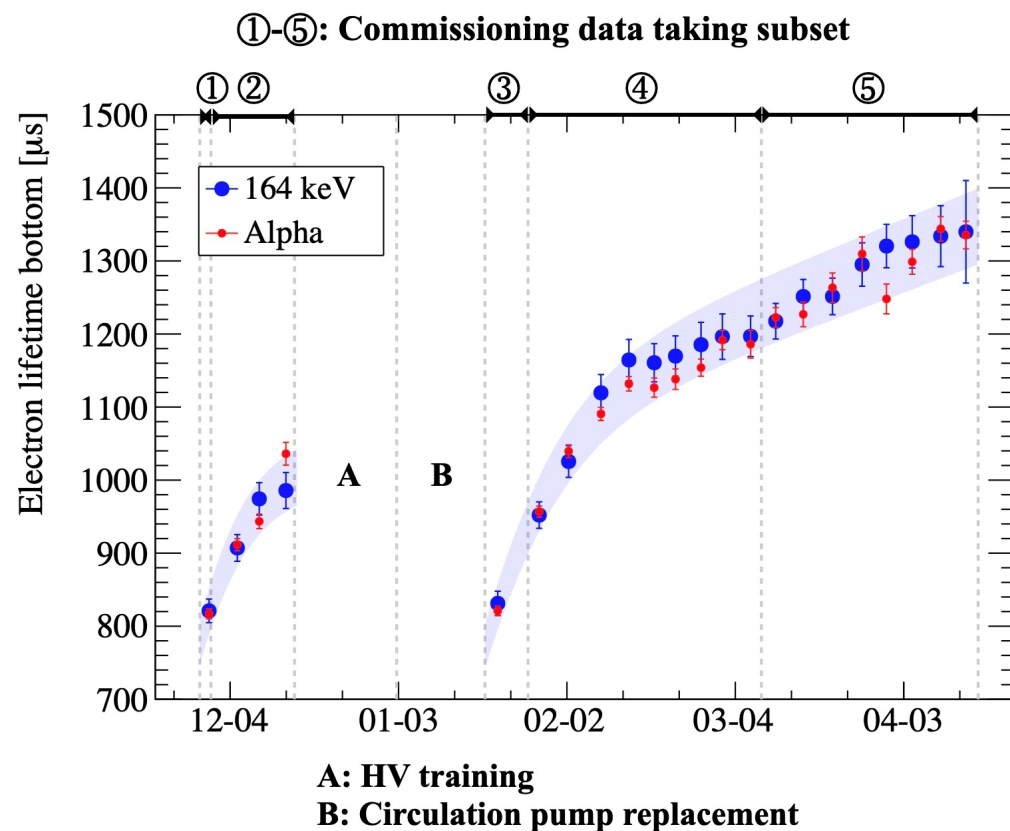 ①-⑤: Commissioning data taking subset
① ② ③ ④ ⑤
Electron lifetime bottom [μs]
1500
1400
1300
1200
1100
1000
900
800
700
164 keV
Alpha
A B
12-04 01-03 02-02 03-04 04-03
A: HV training
B: Circulation pump replacement